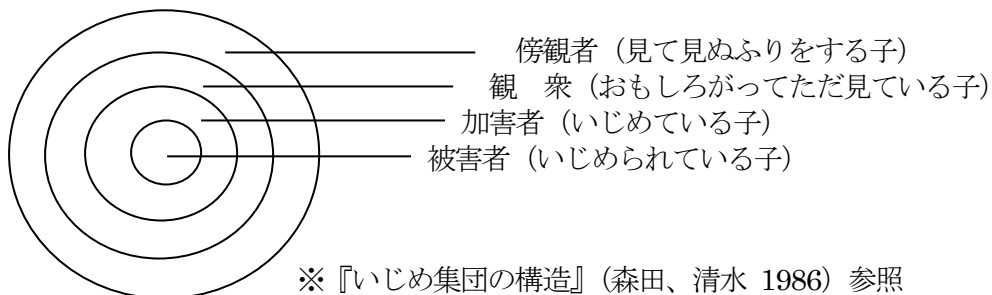 傍観者（見て見ぬふりをする子）
観　衆（おもしろがってただ見ている子）
加害者（いじめている子）
被害者（いじめられている子）
※『いじめ集団の構造』（森田、清水 1986）参照